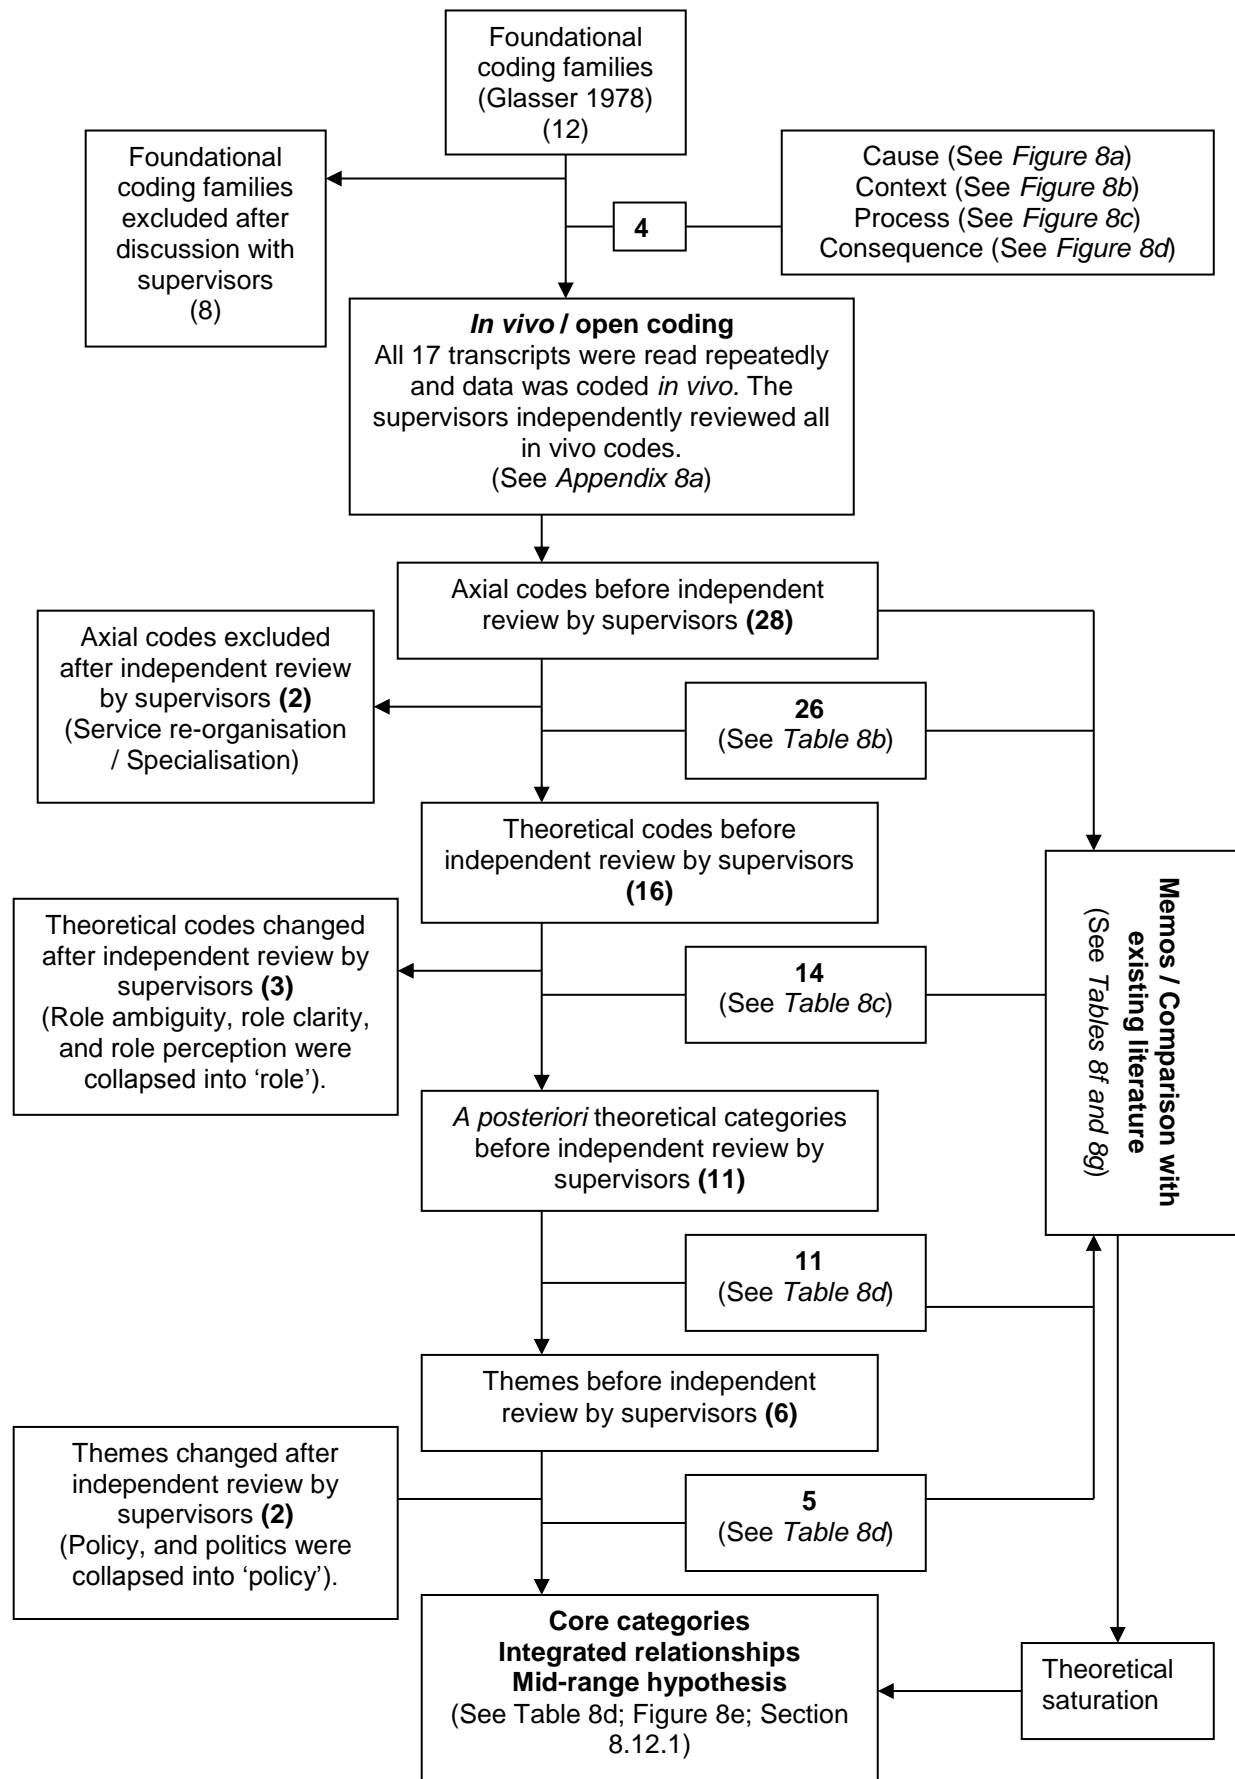 Foundational
coding families
(Glasser 1978)
(12)
Foundational
coding families
excluded after
discussion with
supervisors
(8)
4
Cause (See Figure 8a)
Context (See Figure 8b)
Process (See Figure 8c)
Consequence (See Figure 8d)
In vivo / open coding
All 17 transcripts were read repeatedly
and data was coded in vivo. The
supervisors independently reviewed all
in vivo codes.
(See Appendix 8a)
Axial codes before independent
review by supervisors (28)
Axial codes excluded
after independent review
by supervisors (2)
(Service re-organisation
/ Specialisation)
26
(See Table 8b)
Theoretical codes before
independent review by supervisors
(16)
Memos / Comparison with
existing literature
(See Tables 8f and 8g)
Theoretical codes changed
after independent review by
supervisors (3)
(Role ambiguity, role clarity,
and role perception were
collapsed into ‘role’).
14
(See Table 8c)
A posteriori theoretical categories
before independent review by
supervisors (11)
11
(See Table 8d)
Themes before independent
review by supervisors (6)
Themes changed after
independent review by
supervisors (2)
(Policy, and politics were
collapsed into ‘policy’).
5
(See Table 8d)
Core categories
Integrated relationships
Mid-range hypothesis
(See Table 8d; Figure 8e; Section
8.12.1)
Theoretical
saturation